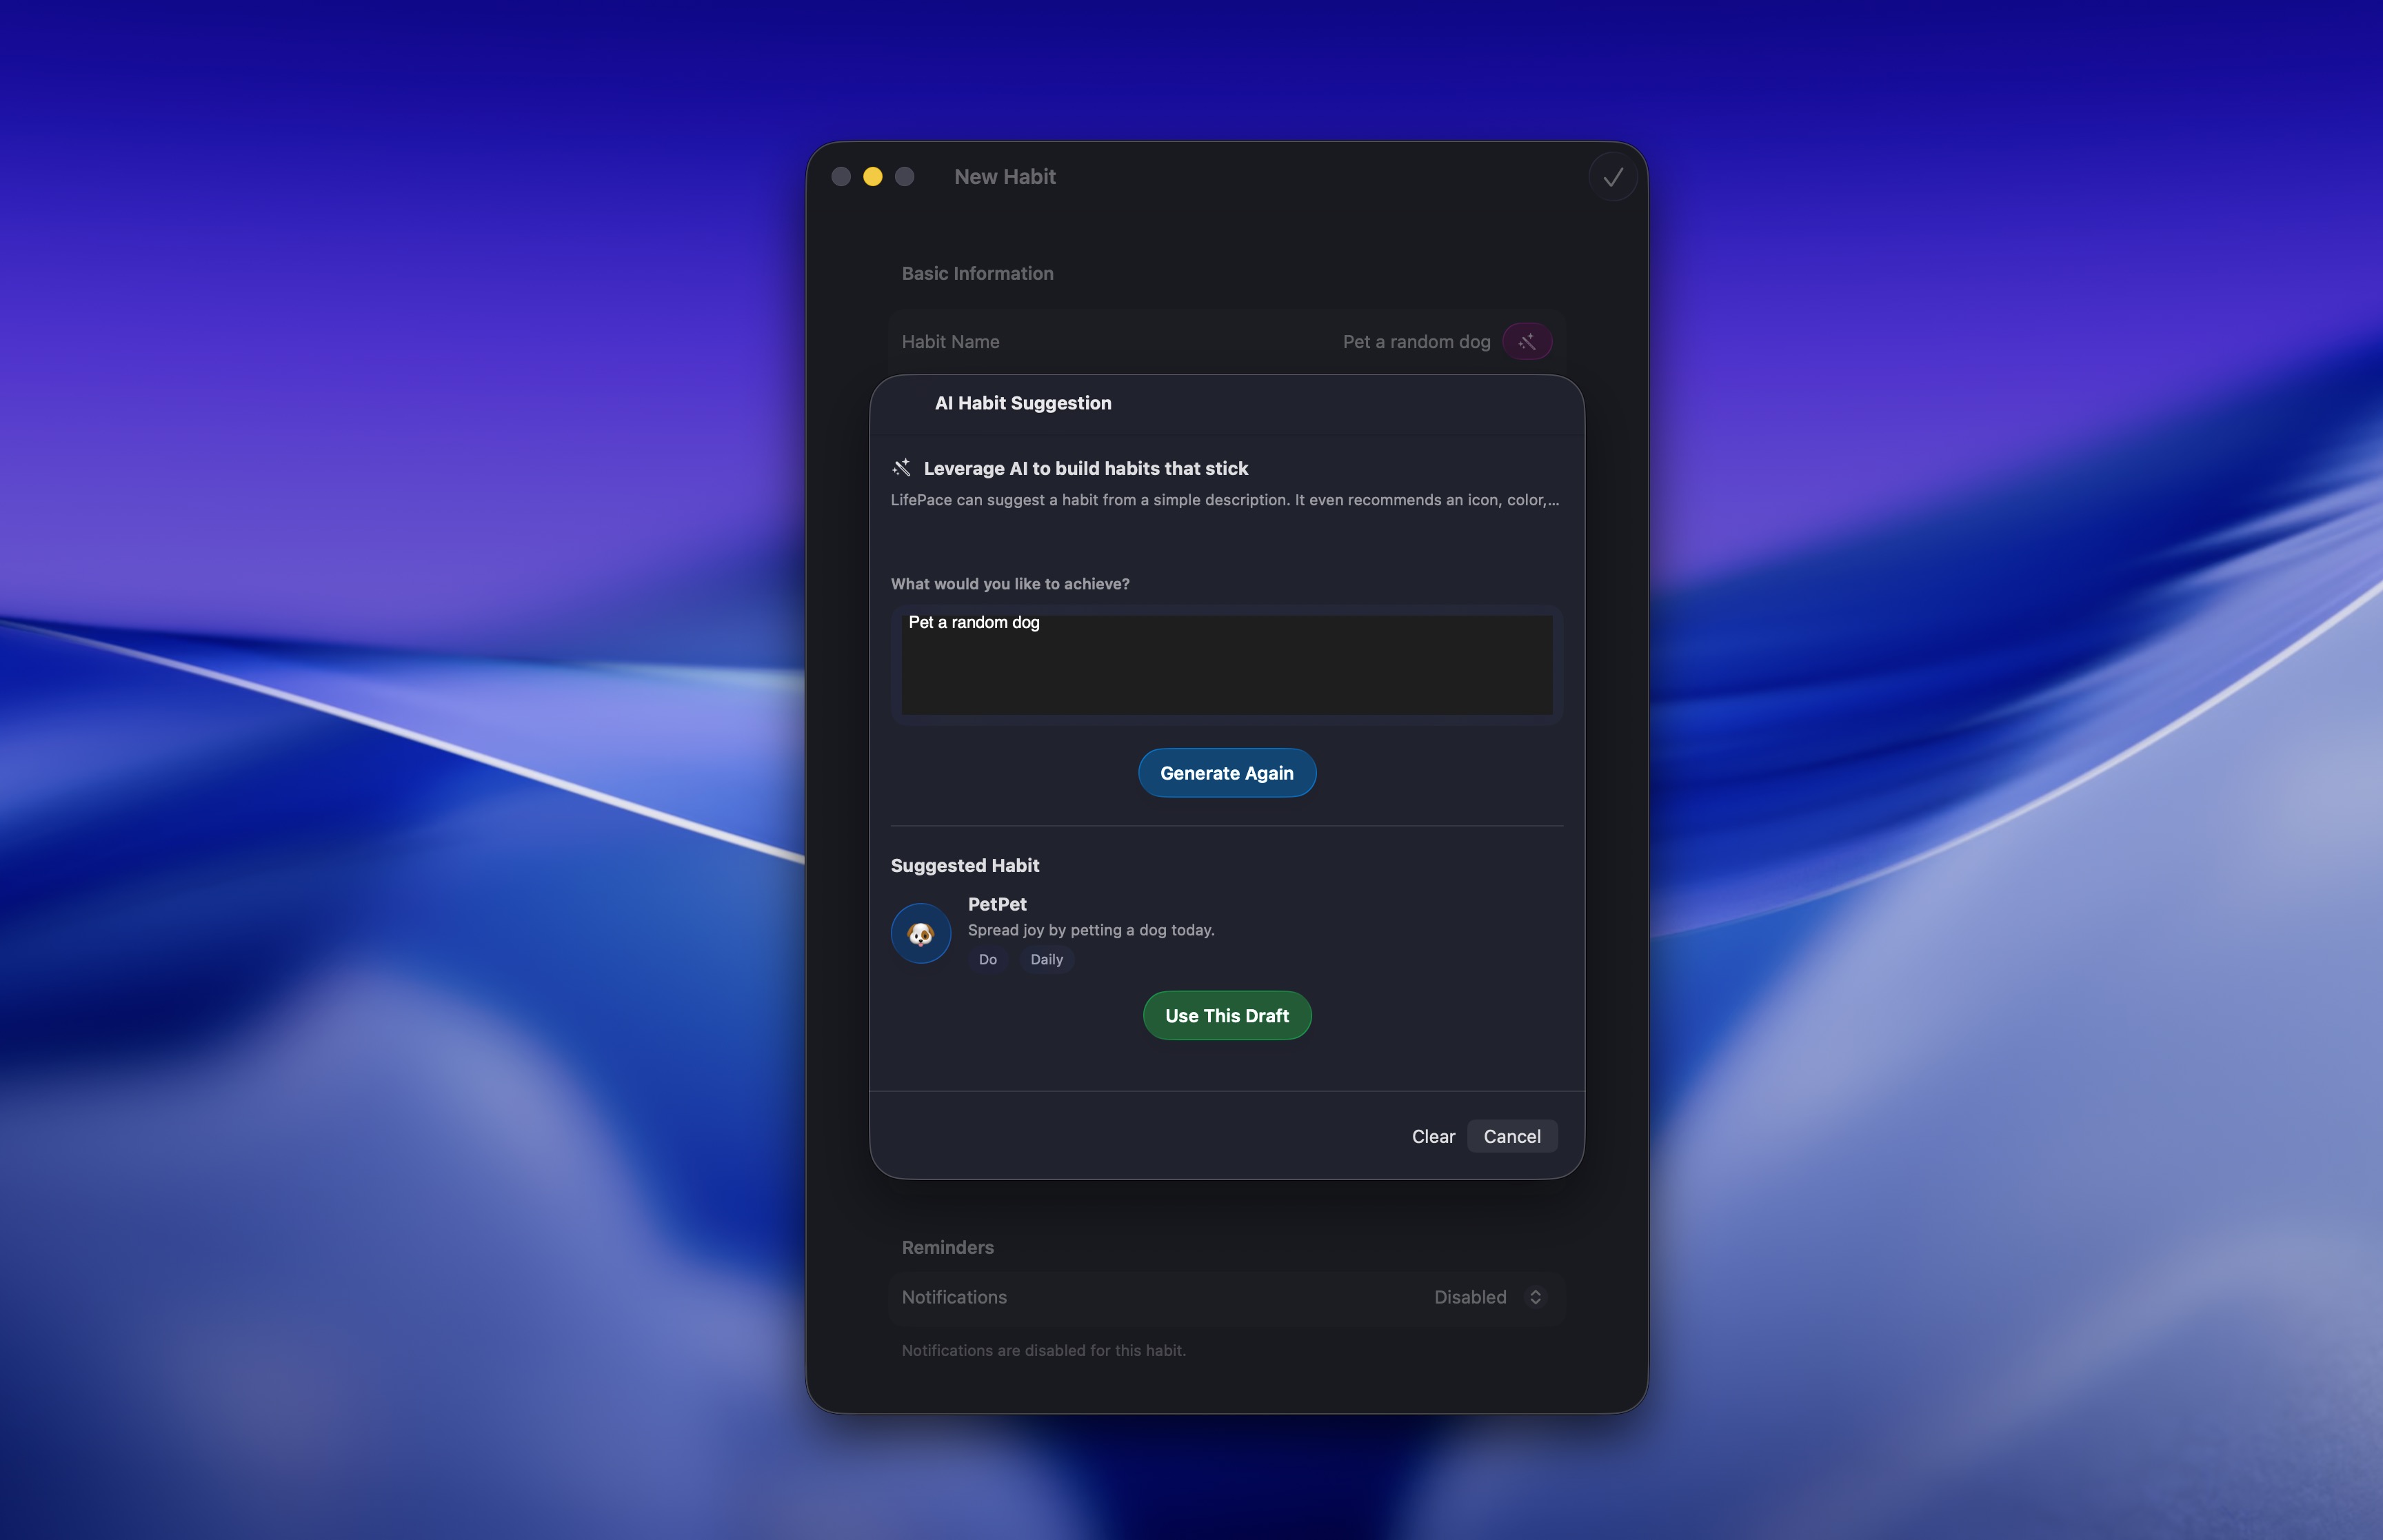 New Habit
Basic Information
Habit Name
Pet a random dog
AI Habit Suggestion
Leverage AI to build habits that stick
LifePace can suggest a habit from a simple description. It even recommends an icon, color,...
What would you like to achieve?
Pet a random dog
Generate Again
Suggested Habit
PetPet
Spread joy by petting a dog today.
Do
Daily
Use This Draft
Clear
Cancel
Reminders
Notifications
Disabled
Notifications are disabled for this habit.